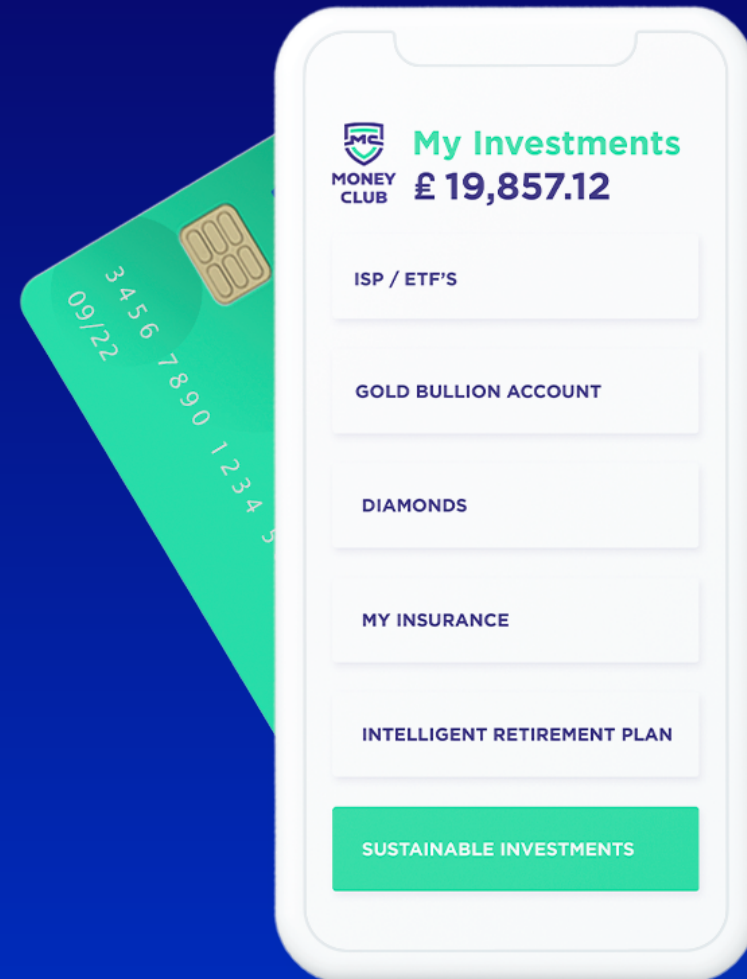 MC
MONEY
CLUB
My Investments
£ 19,857.12
ISP / ETF'S
GOLD BULLION ACCOUNT
DIAMONDS
MY INSURANCE
INTELLIGENT RETIREMENT PLAN
SUSTAINABLE INVESTMENTS
3456 7890 1234 5
09/22